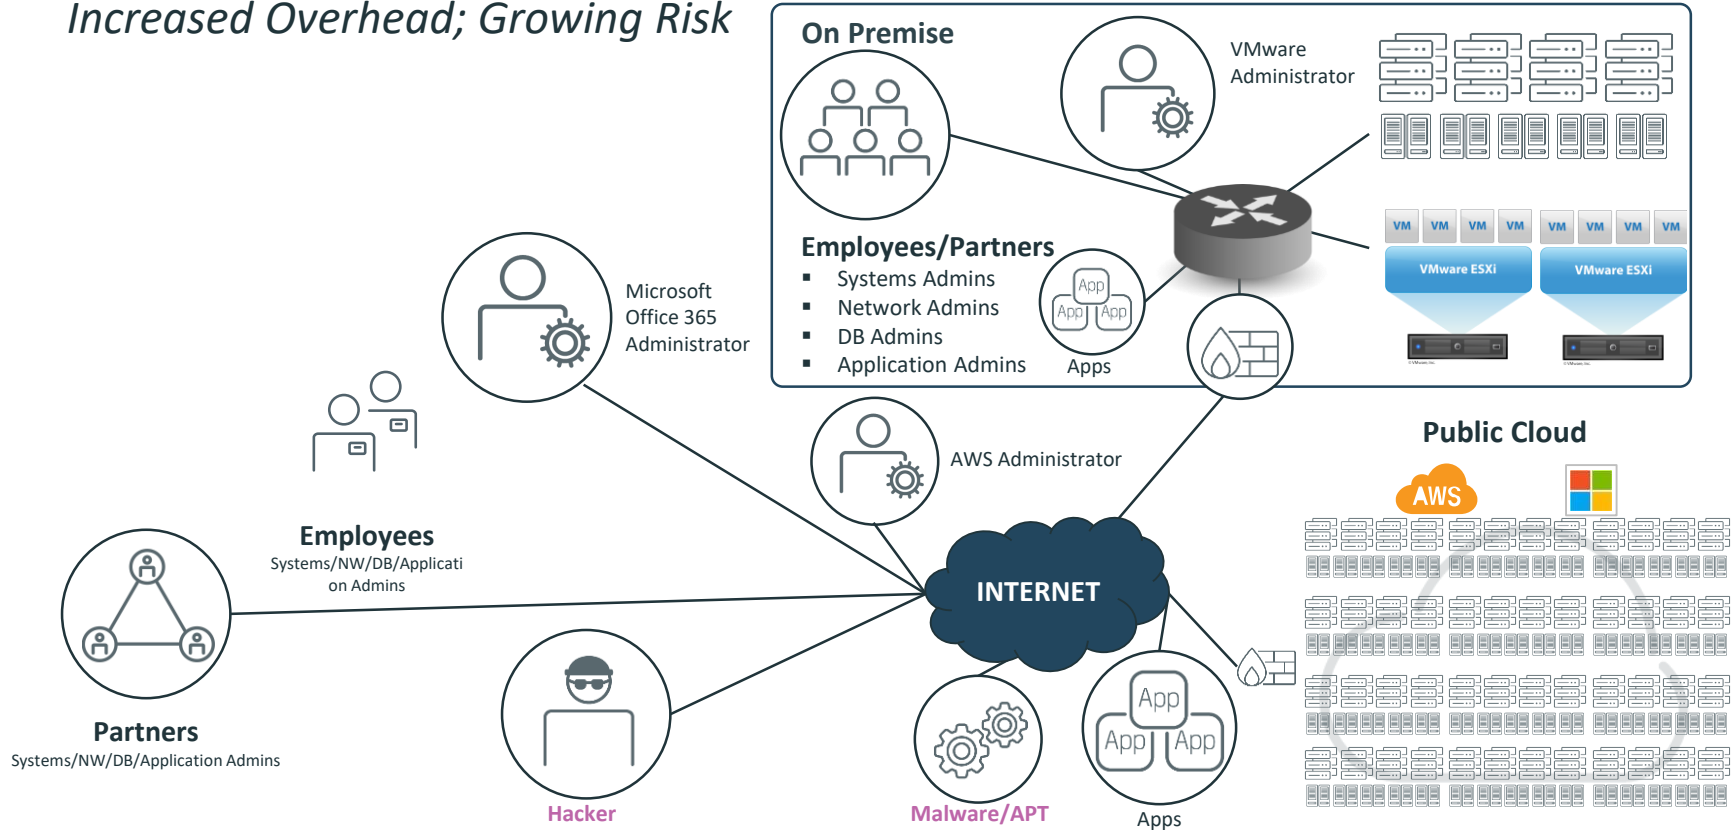 Increased Overhead; Growing Risk
On Premise
VMware
Administrator
Employees/Partners
▪ Systems Admins
▪ Network Admins
▪ DB Admins
▪ Application Admins
App
App App
Apps
VM VM VM VM VM VM VM VM
VMware ESXi VMware ESXi
Microsoft
Office 365
Administrator
AWS Administrator
Public Cloud
AWS
Employees
Systems/NW/DB/Applicati
on Admins
INTERNET
Partners
Systems/NW/DB/Application Admins
Hacker
Malware/APT
App
App App
Apps